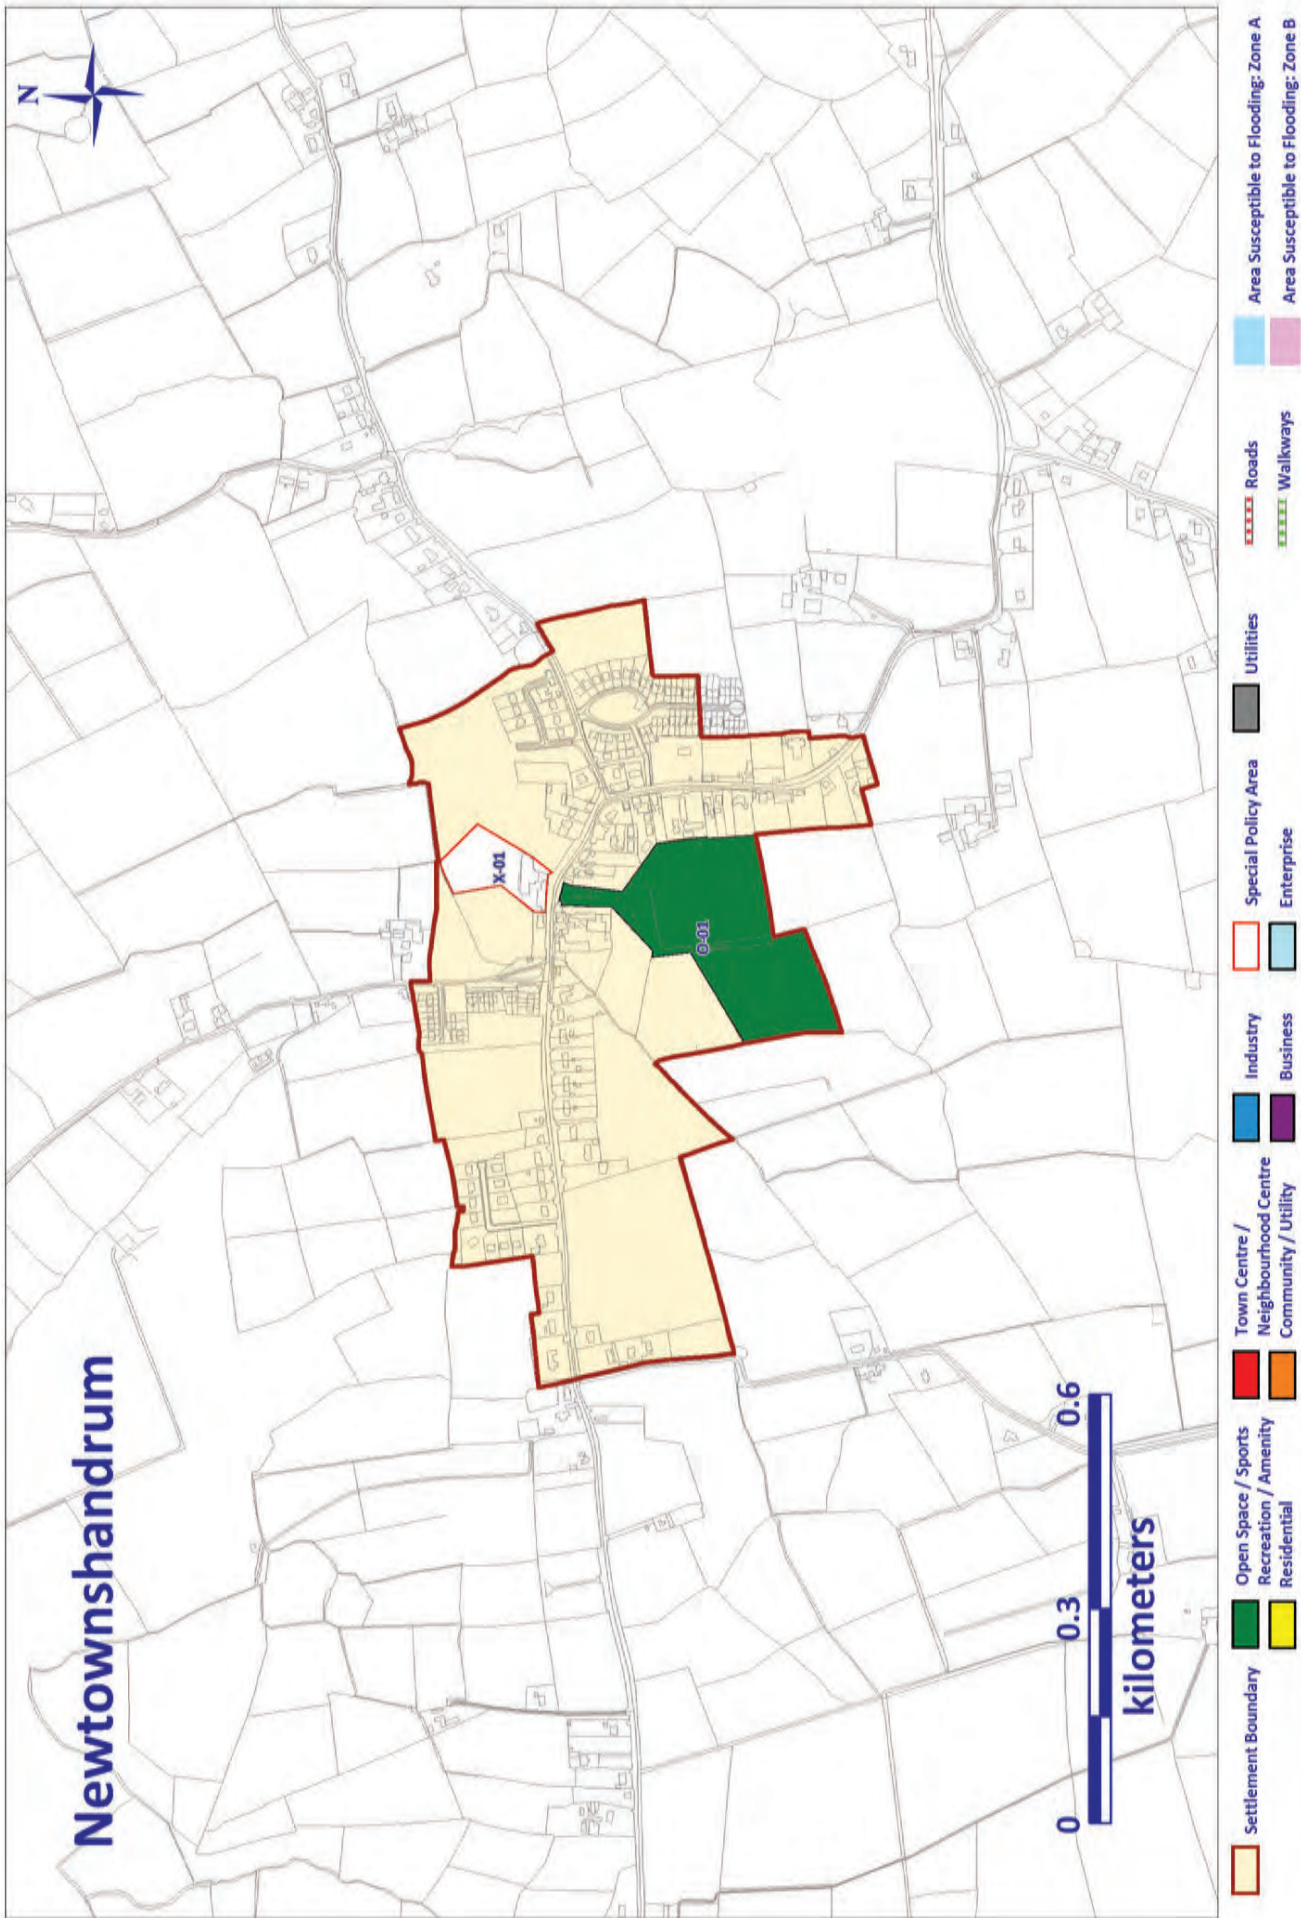 Newtownshandrum
N
X-01
O-01
0 0.3 0.6
kilometers
Settlement Boundary
Open Space / Sports
Recreation / Amenity
Residential
Town Centre /
Neighbourhood Centre
Community / Utility
Industry
Business
Special Policy Area
Enterprise
Utilities
Roads
Walkways
Area Susceptible to Flooding: Zone A
Area Susceptible to Flooding: Zone B